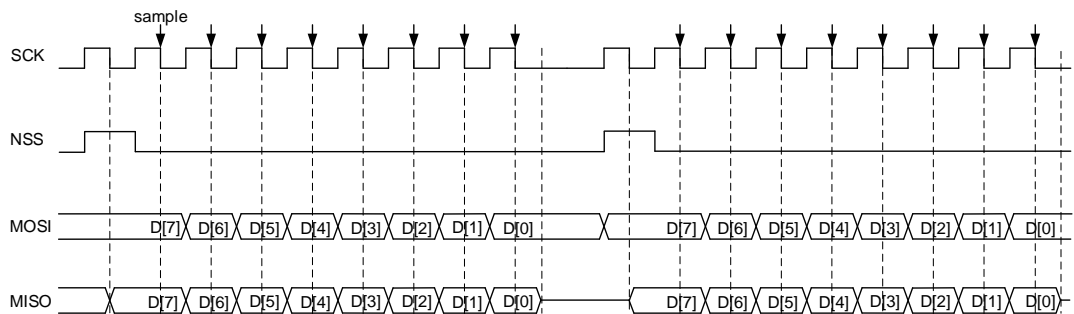 sample
SCK
NSS
MOSI D[7] D[6] D[5] D[4] D[3] D[2] D[1] D[0] D[7] D[6] D[5] D[4] D[3] D[2] D[1] D[0]
MISO D[7] D[6] D[5] D[4] D[3] D[2] D[1] D[0] D[7] D[6] D[5] D[4] D[3] D[2] D[1] D[0]